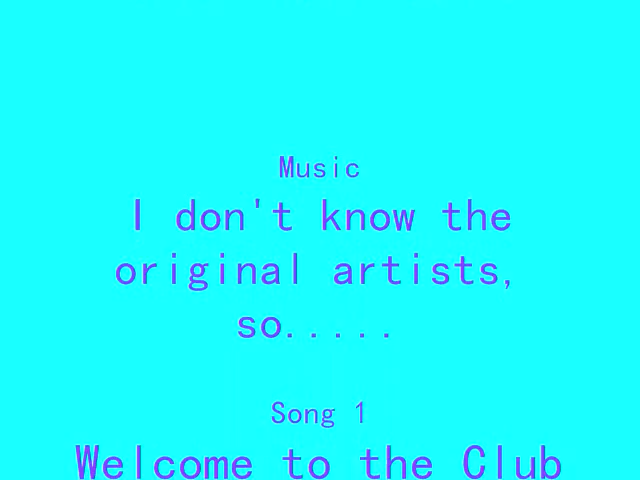 Music
I don't know the
original artists,
so.....
Song 1
Welcome to the Club